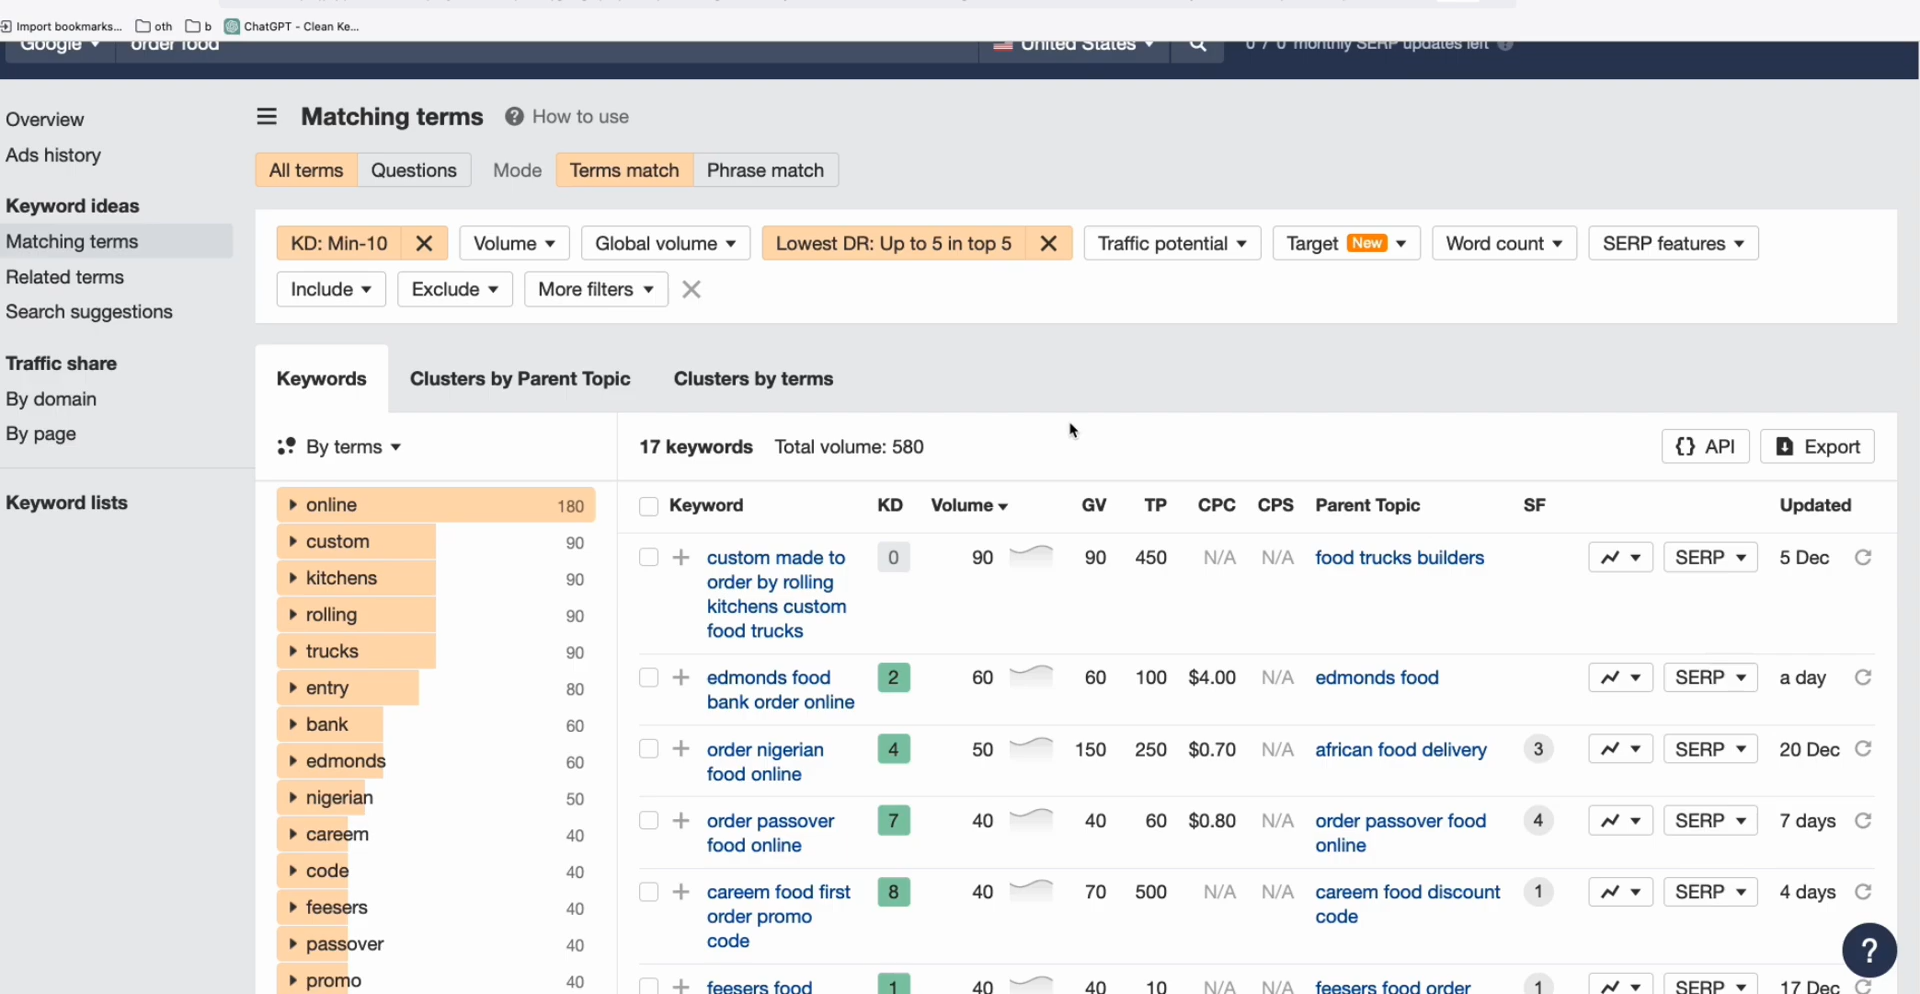 Import bookmarks... oth b ChatGPT - Clean Ke...
Google order food United States 0 / 0 monthly SERP updates left
Overview
Ads history
Keyword ideas
Matching terms
Related terms
Search suggestions
Traffic share
By domain
By page
Keyword lists
Matching terms ? How to use
All terms Questions Mode Terms match Phrase match
KD: Min-10 Volume Global volume Lowest DR: Up to 5 in top 5 Traffic potential Target New Word count SERP features
Include Exclude More filters
Keywords Clusters by Parent Topic Clusters by terms
By terms
online 180
custom 90
kitchens 90
rolling 90
trucks 90
entry 80
bank 60
edmonds 60
nigerian 50
careem 40
code 40
feesers 40
passover 40
promo 40
17 keywords Total volume: 580 {} API Export
Keyword KD Volume GV TP CPC CPS Parent Topic SF Updated
custom made to 0 90 90 450 N/A N/A food trucks builders SERP 5 Dec
order by rolling
kitchens custom
food trucks
edmonds food 2 60 60 100 $4.00 N/A edmonds food SERP a day
bank order online
order nigerian 4 50 150 250 $0.70 N/A african food delivery 3 SERP 20 Dec
food online
order passover 7 40 40 60 $0.80 N/A order passover food 4 SERP 7 days
food online online
careem food first 8 40 70 500 N/A N/A careem food discount 1 SERP 4 days
order promo code
code
feesers food 1 40 40 10 N/A N/A feesers food order 1 SERP 17 Dec
?